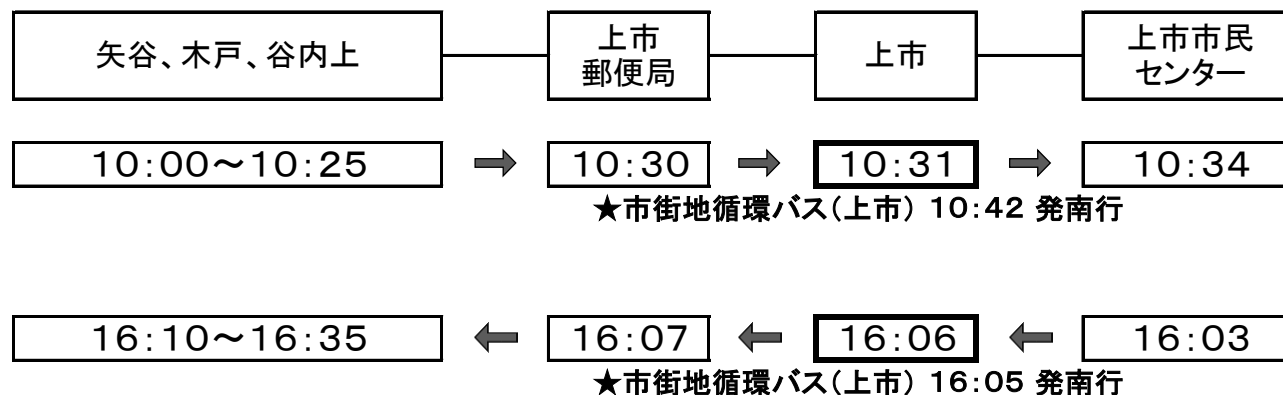 矢谷、木戸、谷内上
上市
郵便局
上市
上市市民
センター
10:00～10:25
10:30
10:31
10:34
★市街地循環バス(上市) 10:42 発南行
16:10～16:35
16:07
16:06
16:03
★市街地循環バス(上市) 16:05 発南行